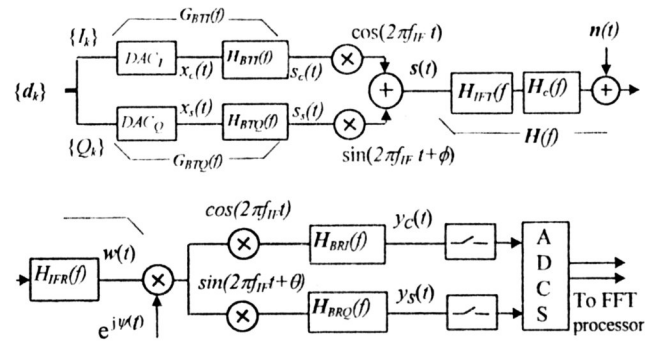 G_BTI(f)
{I_k}
cos(2πf_IF t)
n(t)
DAC_I
H_BTI(f)
x_c(t)
s_c(t)
{d_k}
s(t)
H_IFT(f
H_c(f)
x_s(t)
s_s(t)
DAC_Q
H_BTQ(f)
{Q_k}
G_BTQ(f)
sin(2πf_IF t+ϕ)
H(f)
cos(2πf_IF t)
y_C(t)
w(t)
H_BRI(f)
H_IFR(f)
sin(2πf_IF t+θ)
y_S(t)
H_BRQ(f)
e^jψ(t)
A
D
C
S
To FFT
processor